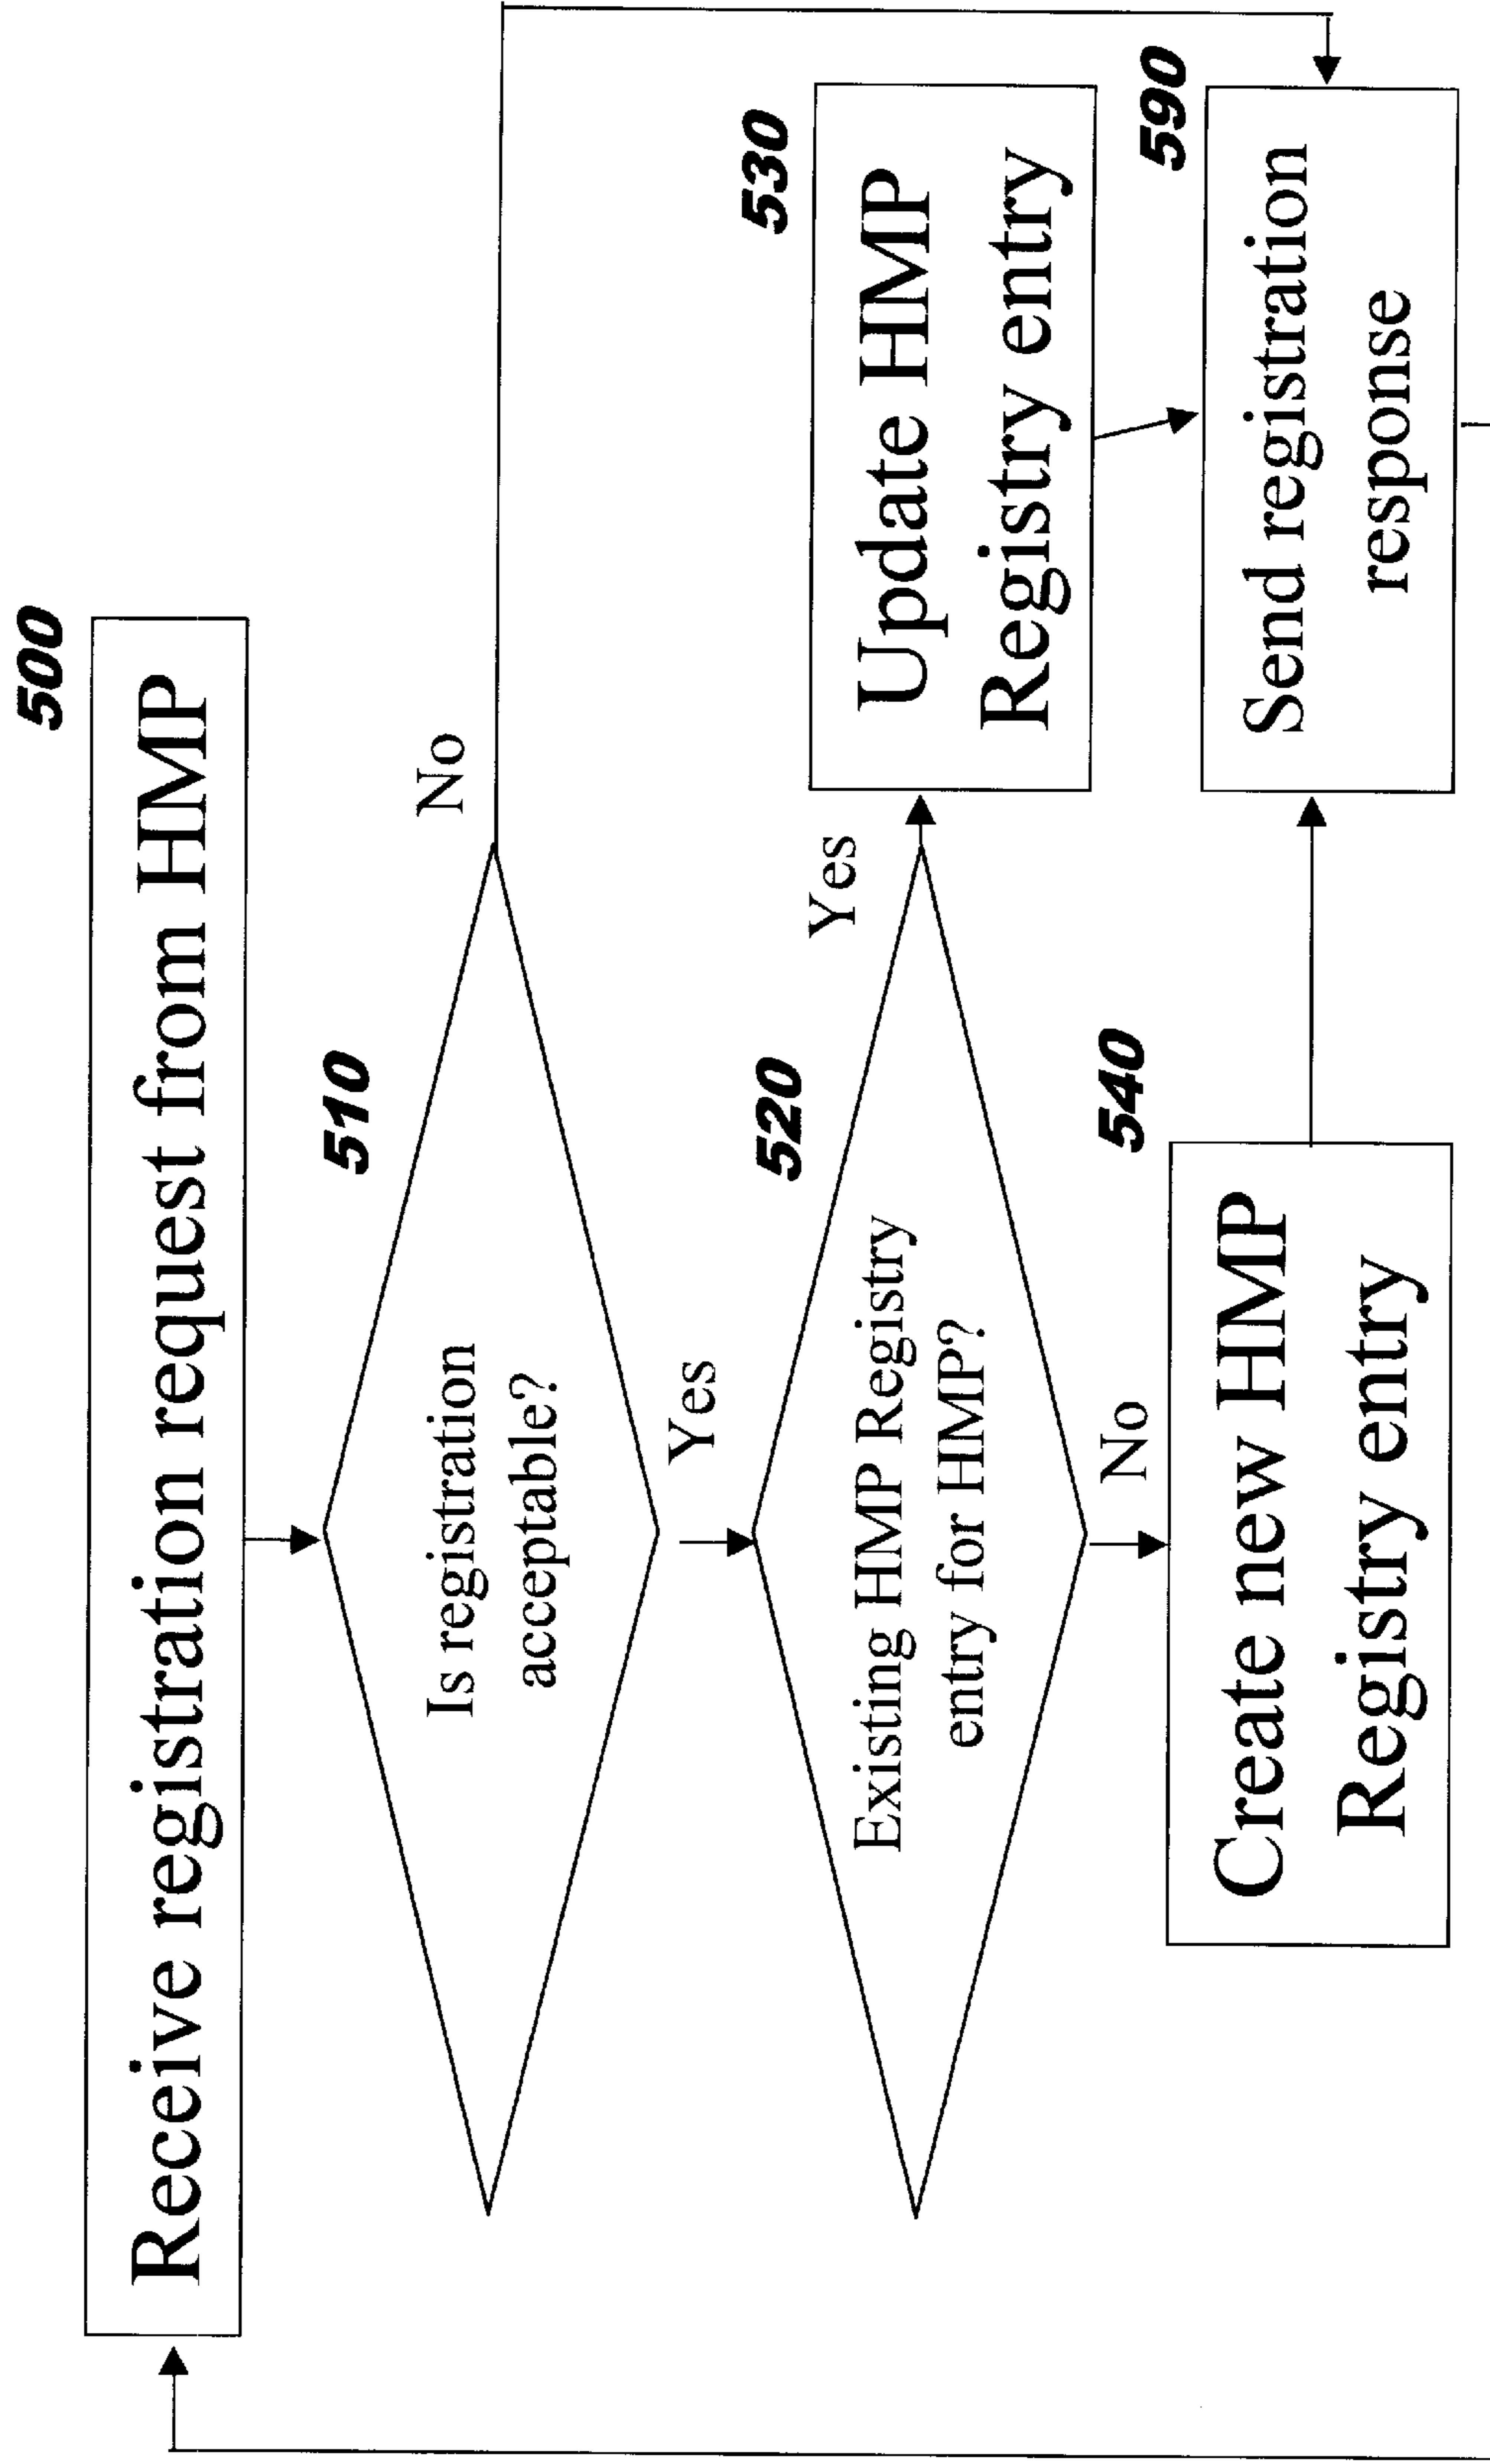 500
Receive registration request from HMP
510
Is registration
acceptable?
No
Yes
520
Existing HMP Registry
entry for HMP?
Yes
530
Update HMP
Registry entry
No
540
Create new HMP
Registry entry
590
Send registration
response